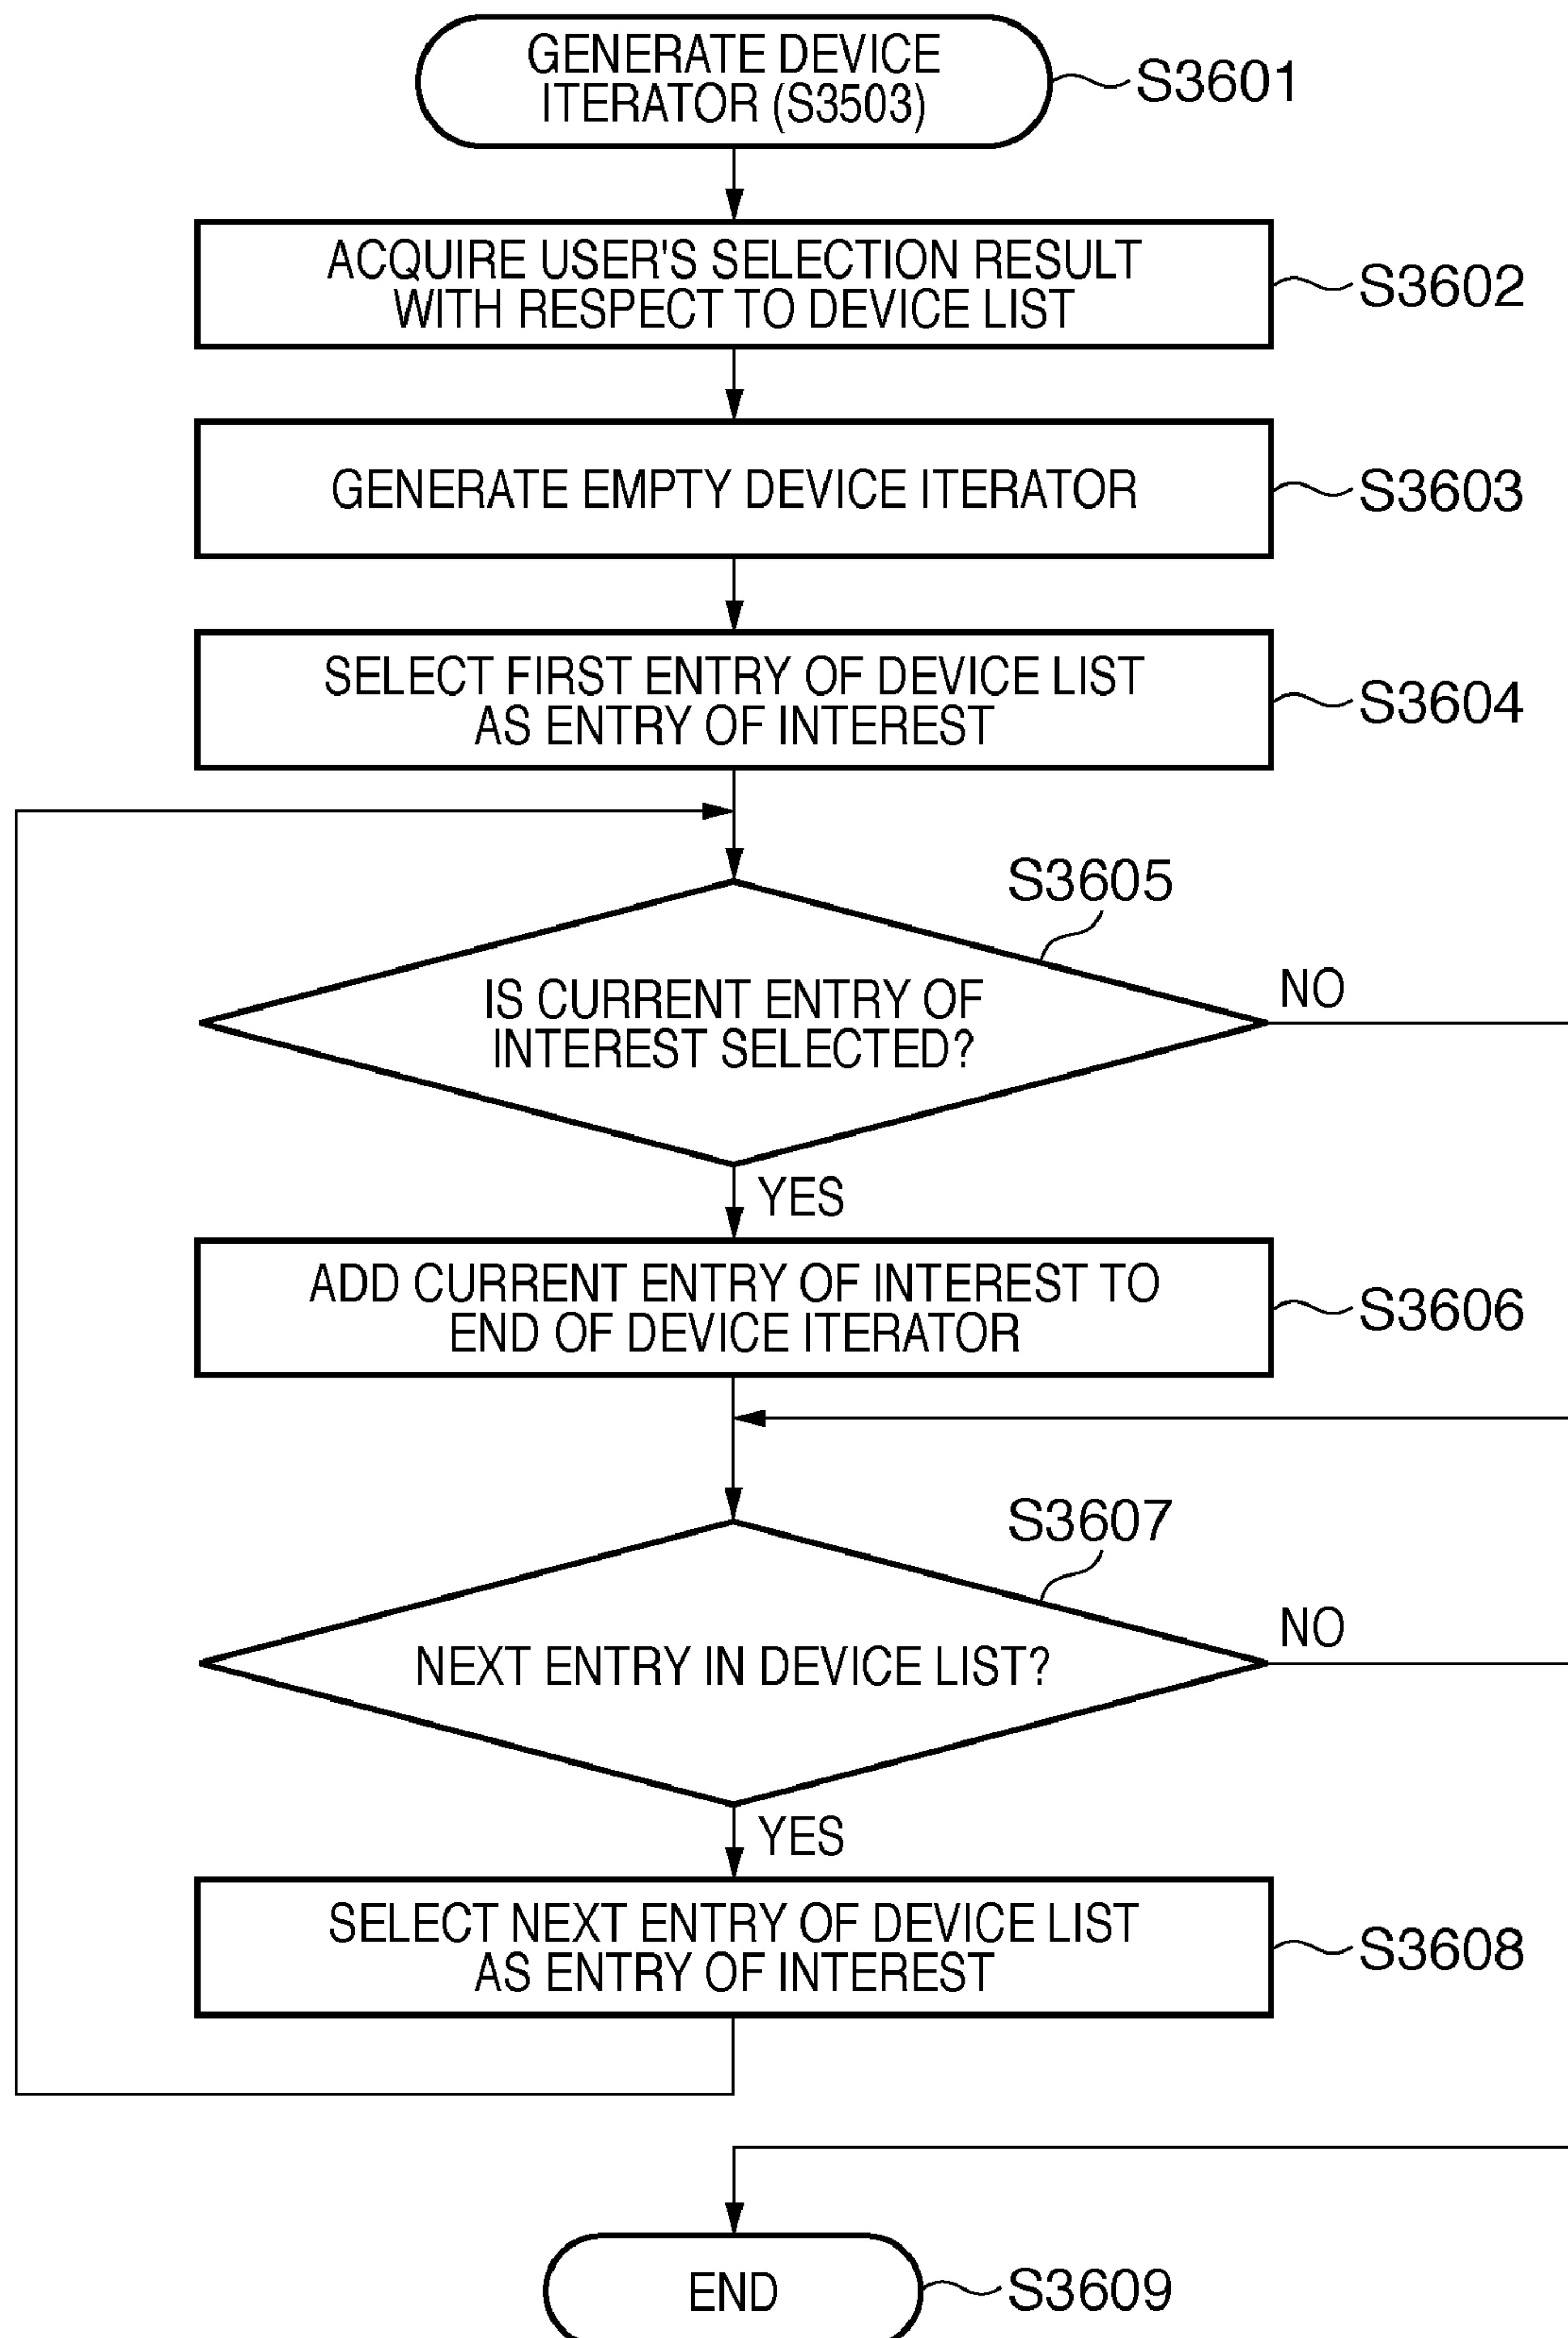 GENERATE DEVICE
ITERATOR (S3503)
S3601
ACQUIRE USER'S SELECTION RESULT
WITH RESPECT TO DEVICE LIST
S3602
GENERATE EMPTY DEVICE ITERATOR
S3603
SELECT FIRST ENTRY OF DEVICE LIST
AS ENTRY OF INTEREST
S3604
S3605
IS CURRENT ENTRY OF
INTEREST SELECTED?
NO
YES
ADD CURRENT ENTRY OF INTEREST TO
END OF DEVICE ITERATOR
S3606
S3607
NEXT ENTRY IN DEVICE LIST?
NO
YES
SELECT NEXT ENTRY OF DEVICE LIST
AS ENTRY OF INTEREST
S3608
END
S3609